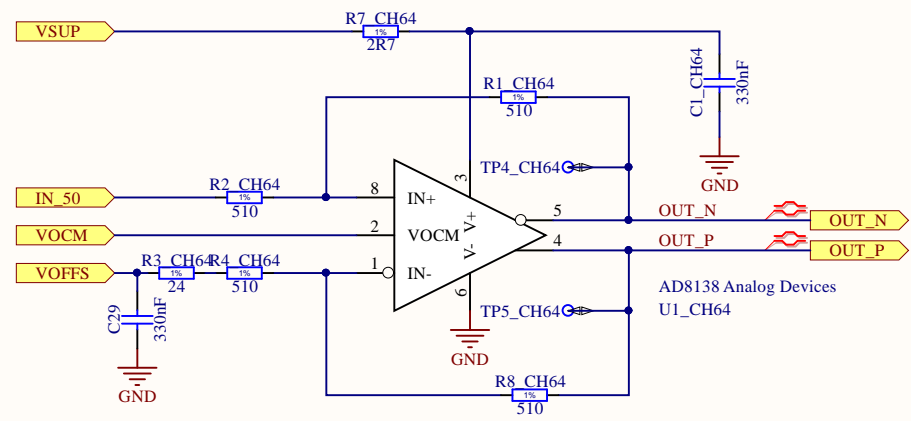 VSUP
R7_CH64
1%
2R7
C1_CH64
330nF
GND
R1_CH64
1%
510
TP4_CH64
IN_50
R2_CH64
1%
510
8
IN+
3
V+
5
OUT_N
OUT_N
VOCM
2
VOCM
V-
4
OUT_P
OUT_P
VOFFS
R3_CH64
1%
24
R4_CH64
1%
510
1
IN-
6
C29
330nF
GND
TP5_CH64
GND
AD8138 Analog Devices
U1_CH64
R8_CH64
1%
510